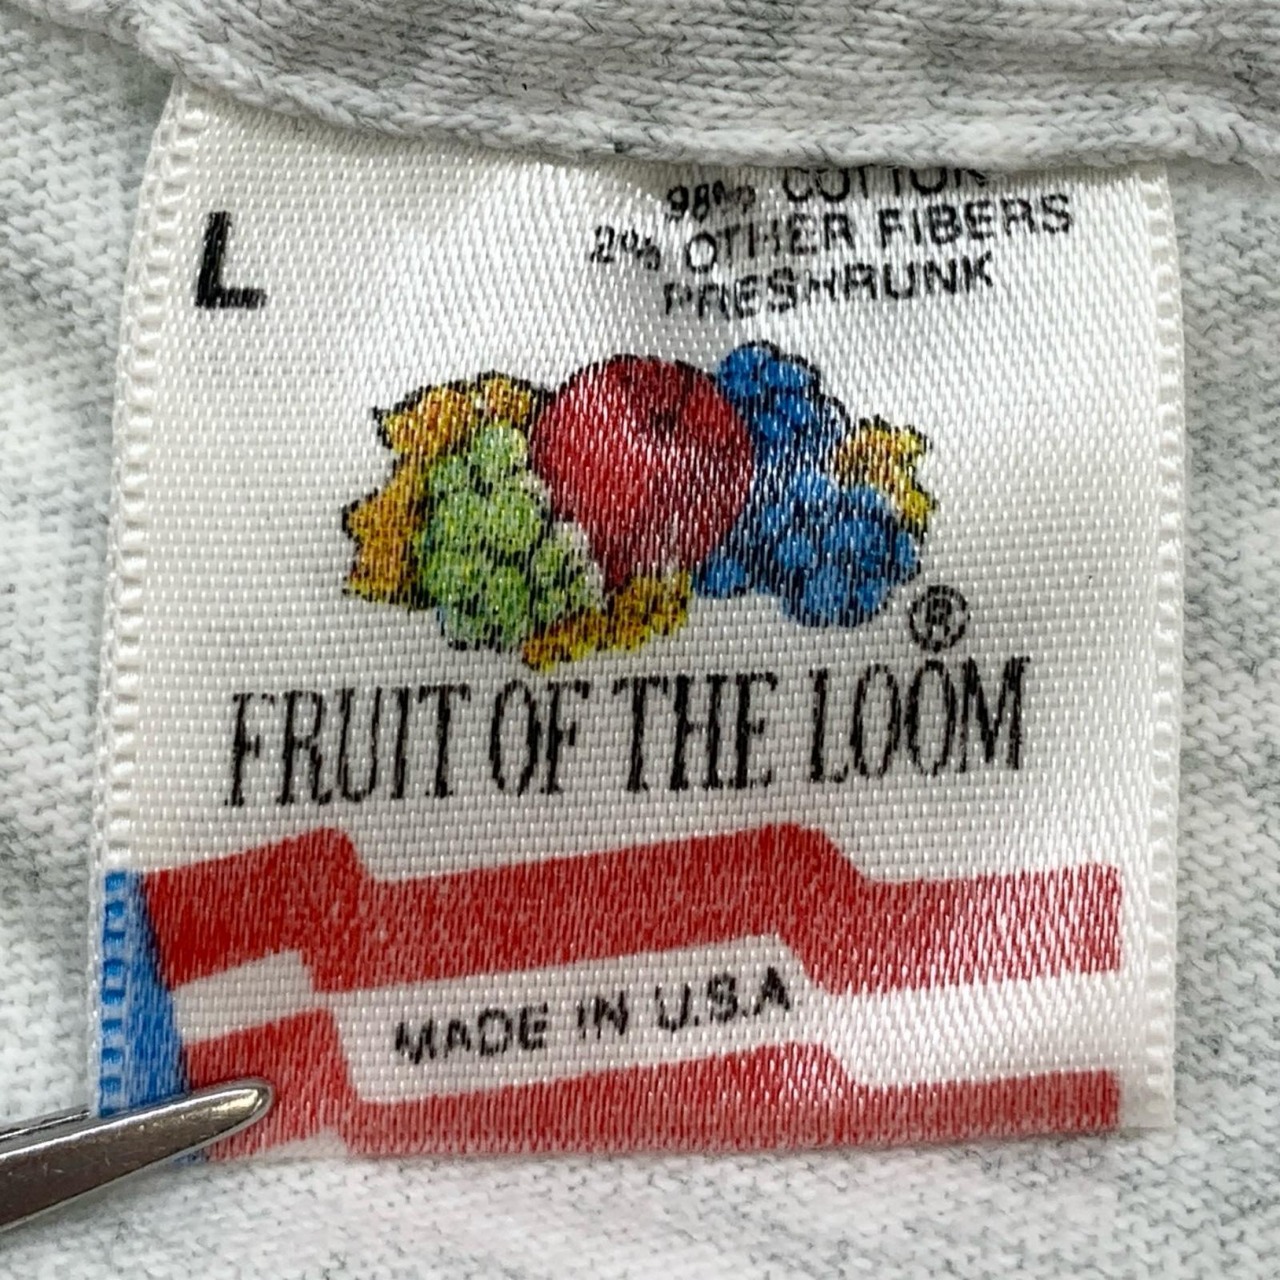 L
98% COTTON
2% OTHER FIBERS
PRESHRUNK
®
FRUIT OF THE LOOM
MADE IN U.S.A